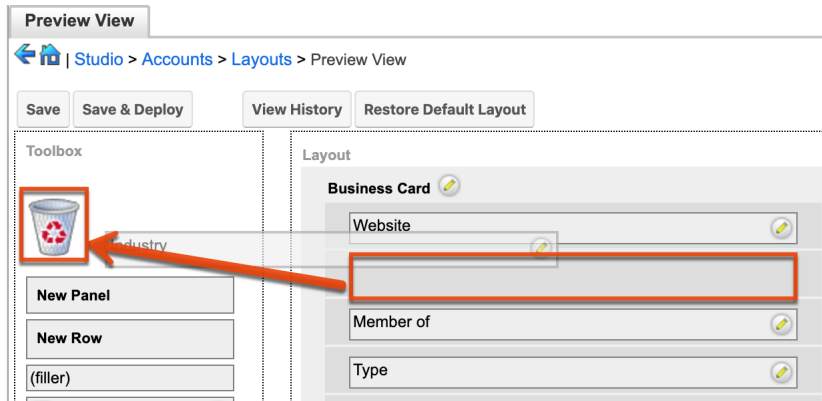 Preview View
| Studio > Accounts > Layouts > Preview View
Save Save & Deploy View History Restore Default Layout
Toolbox
Layout
Business Card
Website
Industry
New Panel
Member of
New Row
Type
(filler)